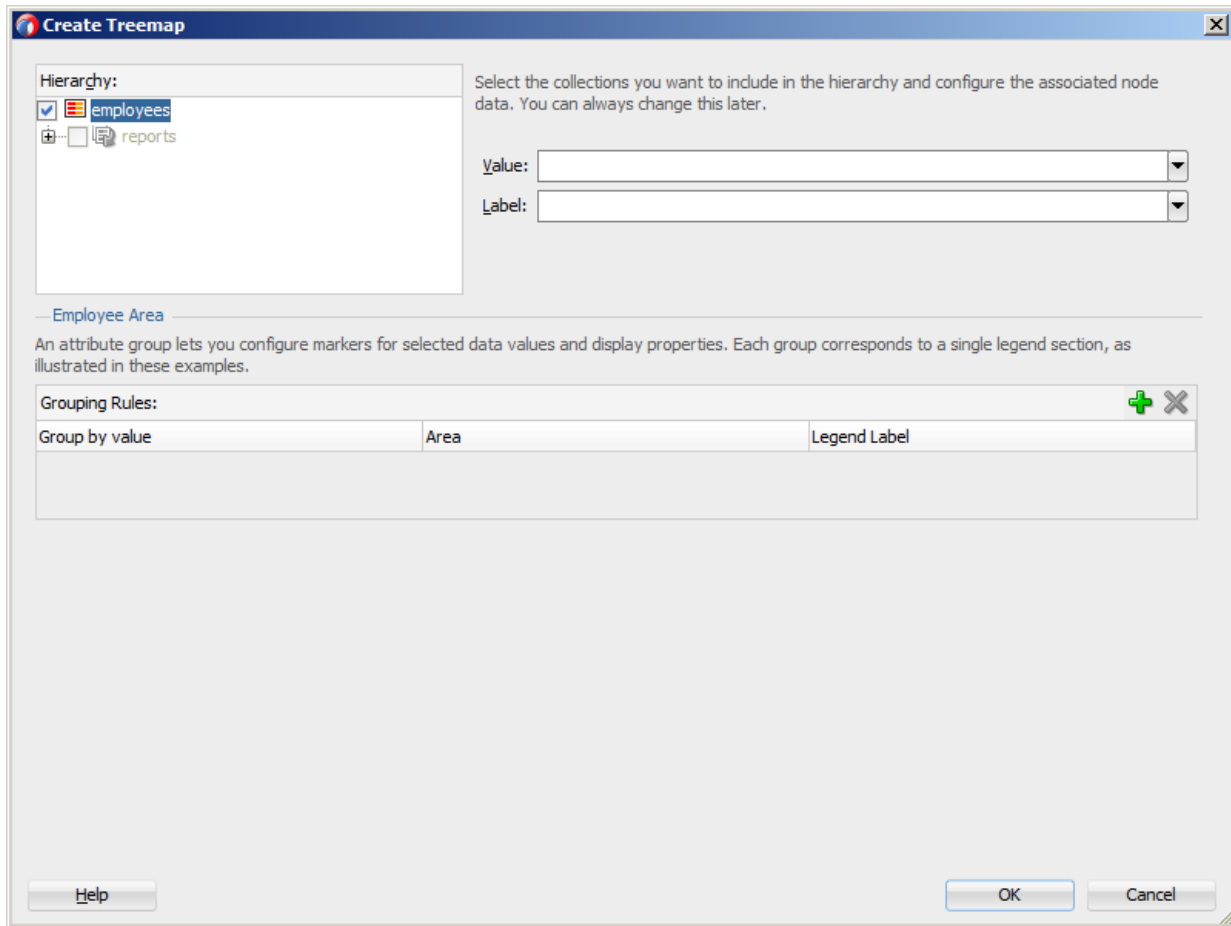 Create Treemap
Hierarchy:
employees
reports
Select the collections you want to include in the hierarchy and configure the associated node
data. You can always change this later.
Value:
Label:
Employee Area
An attribute group lets you configure markers for selected data values and display properties. Each group corresponds to a single legend section, as
illustrated in these examples.
Grouping Rules:
Group by value Area Legend Label
Help OK Cancel